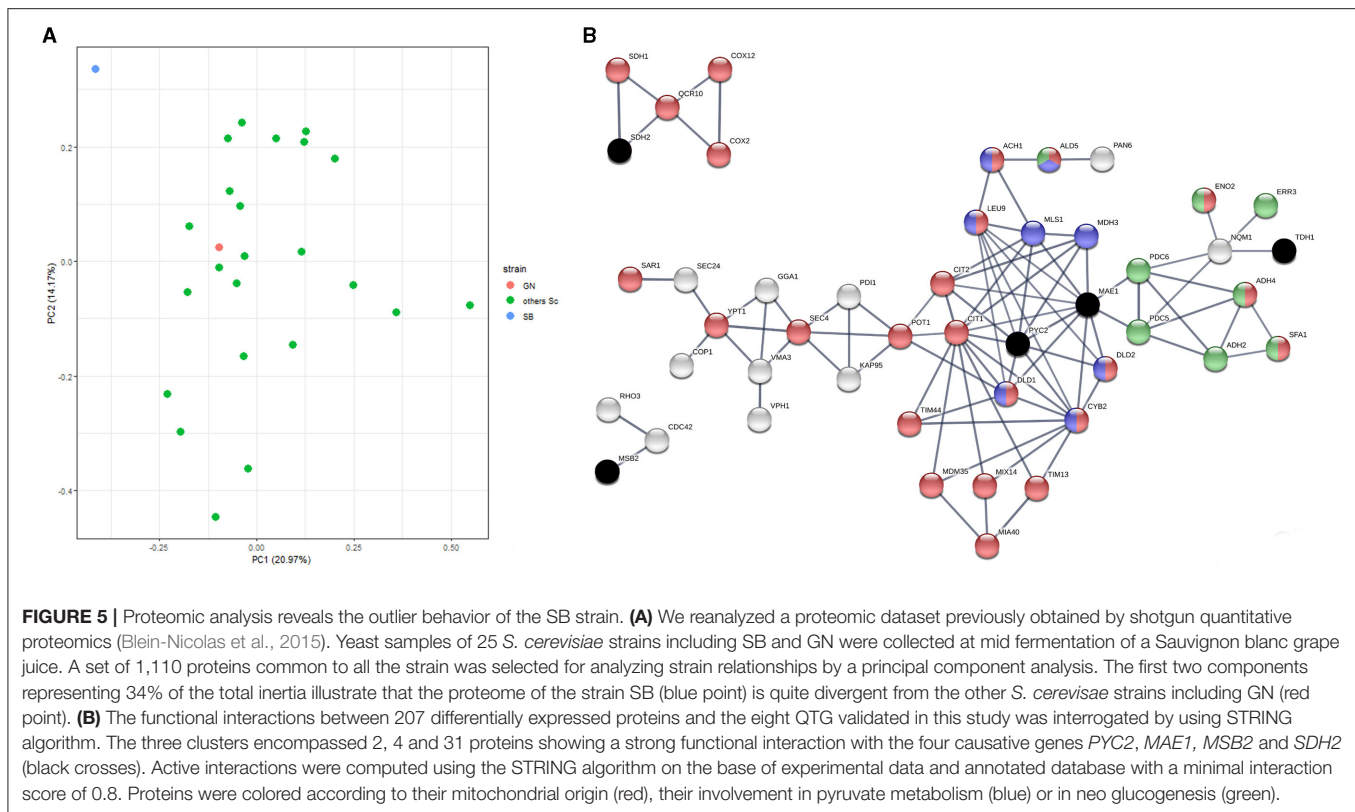 A
B
0.2
0.0
-0.2
-0.4
PC2 (14.17%)
-0.25
0.00
0.25
0.50
PC1 (20.97%)
strain
GN
others Sc
SB
SDH1
COX12
QCR10
SDH2
COX2
ACH1
ALD5
PAN6
LEU9
MLS1
MDH3
ENO2
ERR3
NQM1
TDH1
SAR1
SEC24
GGA1
PDI1
CIT2
MAE1
PDC6
ADH4
YPT1
SEC4
POT1
CIT1
PYC2
PDC5
SFA1
COP1
VMA3
KAP95
DLD2
ADH2
VPH1
DLD1
CYB2
RHO3
CDC42
TIM44
MSB2
MDM35
MIX14
TIM13
MIA40
FIGURE 5 | Proteomic analysis reveals the outlier behavior of the SB strain. (A) We reanalyzed a proteomic dataset previously obtained by shotgun quantitative
proteomics (Blein-Nicolas et al., 2015). Yeast samples of 25 S. cerevisiae strains including SB and GN were collected at mid fermentation of a Sauvignon blanc grape
juice. A set of 1,110 proteins common to all the strain was selected for analyzing strain relationships by a principal component analysis. The first two components
representing 34% of the total inertia illustrate that the proteome of the strain SB (blue point) is quite divergent from the other S. cerevisae strains including GN (red
point). (B) The functional interactions between 207 differentially expressed proteins and the eight QTG validated in this study was interrogated by using STRING
algorithm. The three clusters encompassed 2, 4 and 31 proteins showing a strong functional interaction with the four causative genes PYC2, MAE1, MSB2 and SDH2
(black crosses). Active interactions were computed using the STRING algorithm on the base of experimental data and annotated database with a minimal interaction
score of 0.8. Proteins were colored according to their mitochondrial origin (red), their involvement in pyruvate metabolism (blue) or in neo glucogenesis (green).